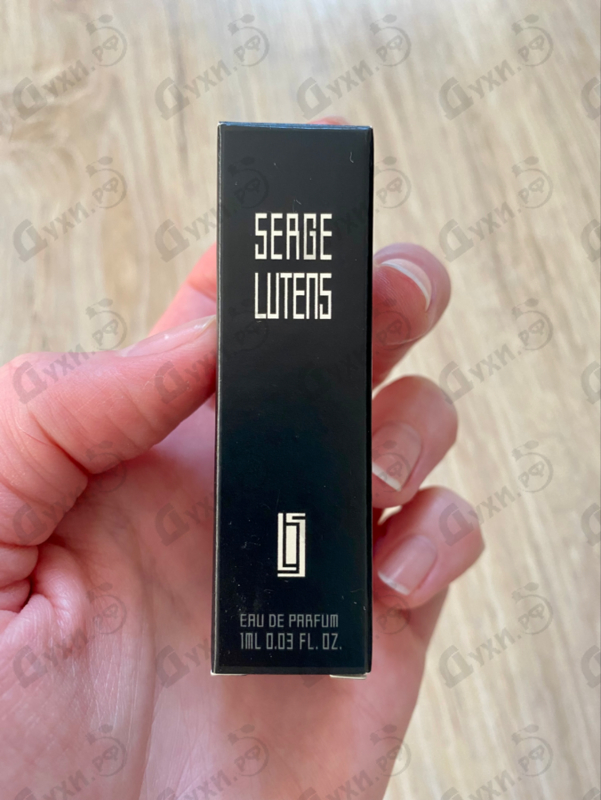 SERGE
LUTENS
EAU DE PARFUM
1ML 0.03 FL. OZ.
Духи.РФ